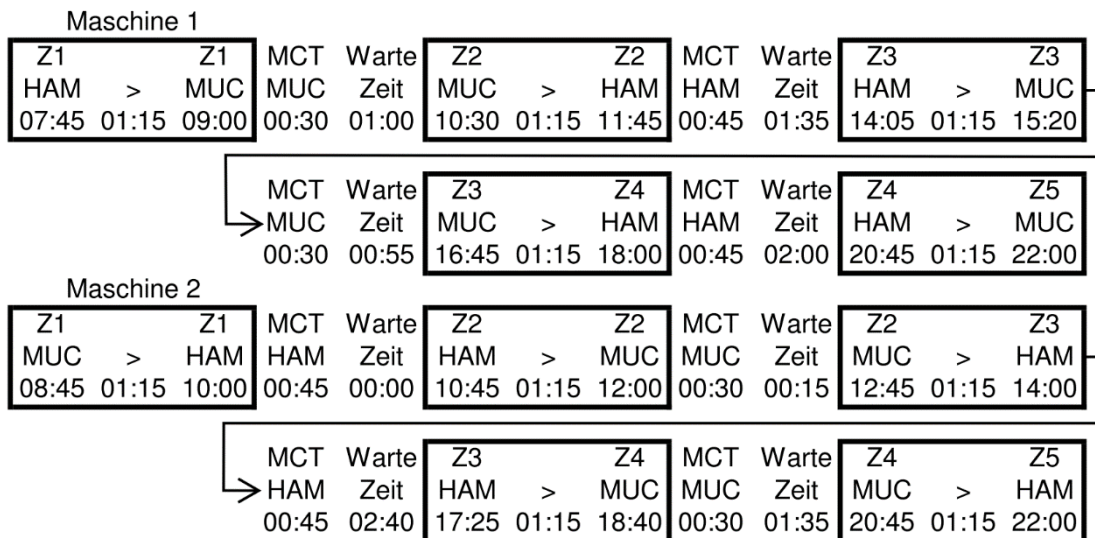 Maschine 1
Z1 Z1 MCT Warte Z2 Z2 MCT Warte Z3 Z3
HAM > MUC MUC Zeit MUC > HAM HAM Zeit HAM > MUC
07:45 01:15 09:00 00:30 01:00 10:30 01:15 11:45 00:45 01:35 14:05 01:15 15:20
MCT Warte Z3 Z4 MCT Warte Z4 Z5
MUC Zeit MUC > HAM HAM Zeit HAM > MUC
00:30 00:55 16:45 01:15 18:00 00:45 02:00 20:45 01:15 22:00
Maschine 2
Z1 Z1 MCT Warte Z2 Z2 MCT Warte Z2 Z3
MUC > HAM HAM Zeit HAM > MUC MUC Zeit MUC > HAM
08:45 01:15 10:00 00:45 00:00 10:45 01:15 12:00 00:30 00:15 12:45 01:15 14:00
MCT Warte Z3 Z4 MCT Warte Z4 Z5
HAM Zeit HAM > MUC MUC Zeit MUC > HAM
00:45 02:40 17:25 01:15 18:40 00:30 01:35 20:45 01:15 22:00